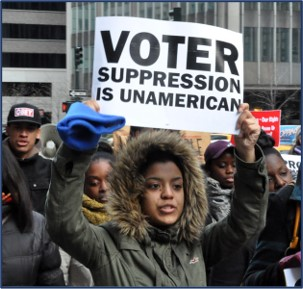 VOTER
SUPPRESSION
IS UNAMERICAN